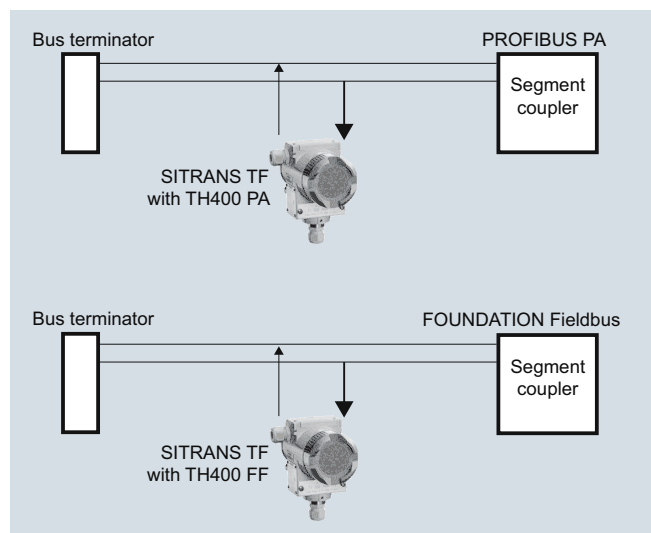 Bus terminator
PROFIBUS PA
Segment
coupler
SITRANS TF
with TH400 PA
Bus terminator
FOUNDATION Fieldbus
Segment
coupler
SITRANS TF
with TH400 FF